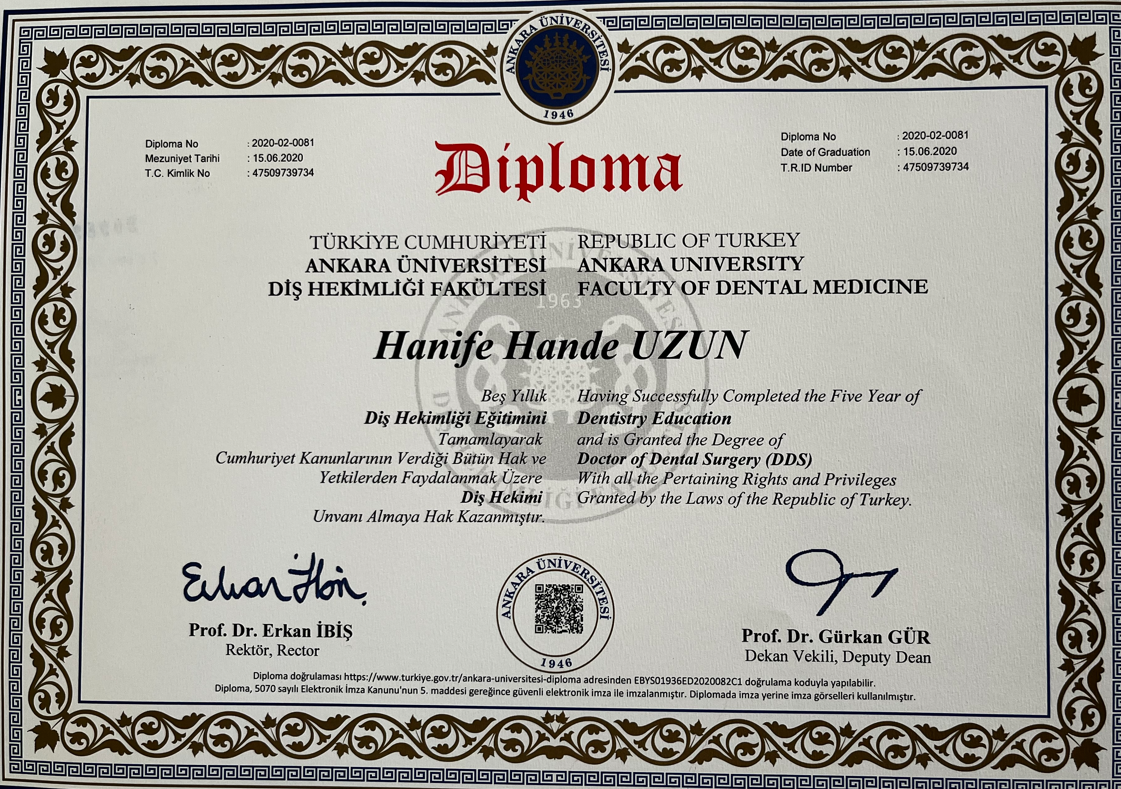 ANKARA ÜNİVERSİTESİ
1946
Diploma No : 2020-02-0081
Mezuniyet Tarihi : 15.06.2020
T.C. Kimlik No : 47509739734
Diploma
Diploma No : 2020-02-0081
Date of Graduation : 15.06.2020
T.R.ID Number : 47509739734
TÜRKİYE CUMHURİYETİ
ANKARA ÜNİVERSİTESİ
DİŞ HEKİMLİĞİ FAKÜLTESİ
REPUBLIC OF TURKEY
ANKARA UNIVERSITY
FACULTY OF DENTAL MEDICINE
1963
Hanife Hande UZUN
Beş Yıllık
Diş Hekimliği Eğitimini
Tamamlayarak
Cumhuriyet Kanunlarının Verdiği Bütün Hak ve
Yetkilerden Faydalanmak Üzere
Diş Hekimi
Unvanı Almaya Hak Kazanmıştır.
Having Successfully Completed the Five Year of
Dentistry Education
and is Granted the Degree of
Doctor of Dental Surgery (DDS)
With all the Pertaining Rights and Privileges
Granted by the Laws of the Republic of Turkey.
Prof. Dr. Erkan İBİŞ
Rektör, Rector
ANKARA ÜNİVERSİTESİ
1946
Prof. Dr. Gürkan GÜR
Dekan Vekili, Deputy Dean
Diploma doğrulaması https://www.turkiye.gov.tr/ankara-universitesi-diploma adresinden EBYS01936ED2020082C1 doğrulama koduyla yapılabilir.
Diploma, 5070 sayılı Elektronik İmza Kanunu'nun 5. maddesi gereğince güvenli elektronik imza ile imzalanmıştır. Diplomada imza yerine imza görselleri kullanılmıştır.